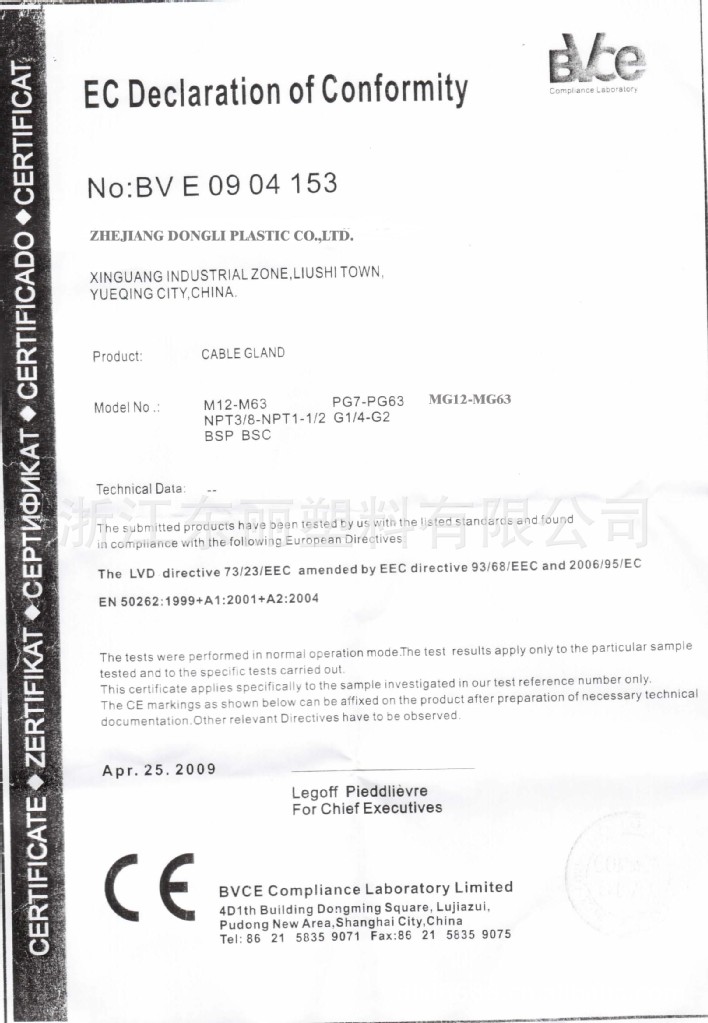 BVCe
Compliance Laboratory
EC Declaration of Conformity
No:BV E 09 04 153
ZHEJIANG DONGLI PLASTIC CO.,LTD.
XINGUANG INDUSTRIAL ZONE,LIUSHI TOWN,
YUEQING CITY,CHINA.
Product: CABLE GLAND
Model No.: M12-M63 PG7-PG63 MG12-MG63
NPT3/8-NPT1-1/2 G1/4-G2
BSP BSC
Technical Data: --
浙江东丽塑料有限公司
The submitted products have been tested by us with the listed standards and found
in compliance with the following European Directives
The LVD directive 73/23/EEC amended by EEC directive 93/68/EEC and 2006/95/EC
EN 50262:1999+A1:2001+A2:2004
The tests were performed in normal operation mode.The test results apply only to the particular sample
tested and to the specific tests carried out.
This certificate applies specifically to the sample investigated in our test reference number only.
The CE markings as shown below can be affixed on the product after preparation of necessary technical
documentation.Other relevant Directives have to be observed.
Apr. 25. 2009
Legoff Pieddlièvre
For Chief Executives
CE
BVCE Compliance Laboratory Limited
4D1th Building Dongming Square, Lujiazui,
Pudong New Area,Shanghai City,China
Tel: 86 21 5835 9071 Fax:86 21 5835 9075
CERTIFICATE ◆ ZERTIFIKAT ◆ СЕРТИФИКАТ ◆ CERTIFICADO ◆ CERTIFICAT